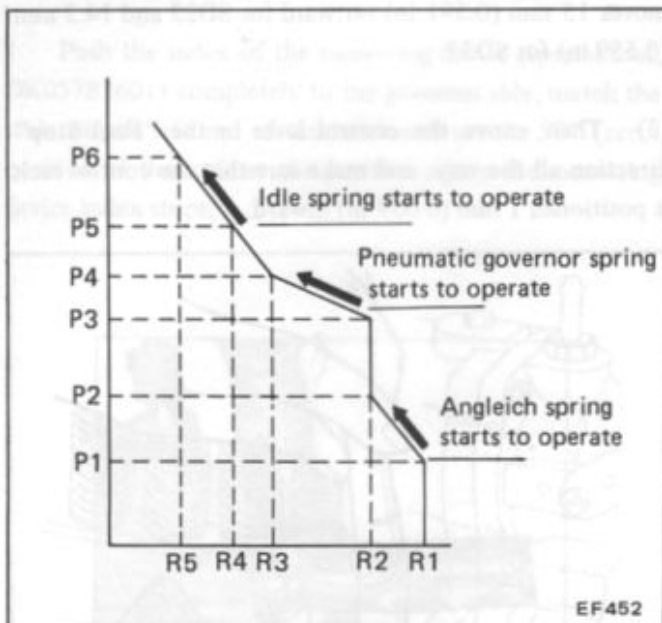 P6
Idle spring starts to operate
P5
Pneumatic governor spring
starts to operate
P4
P3
P2
Angleich spring
starts to operate
P1
R5 R4 R3 R2 R1
EF452